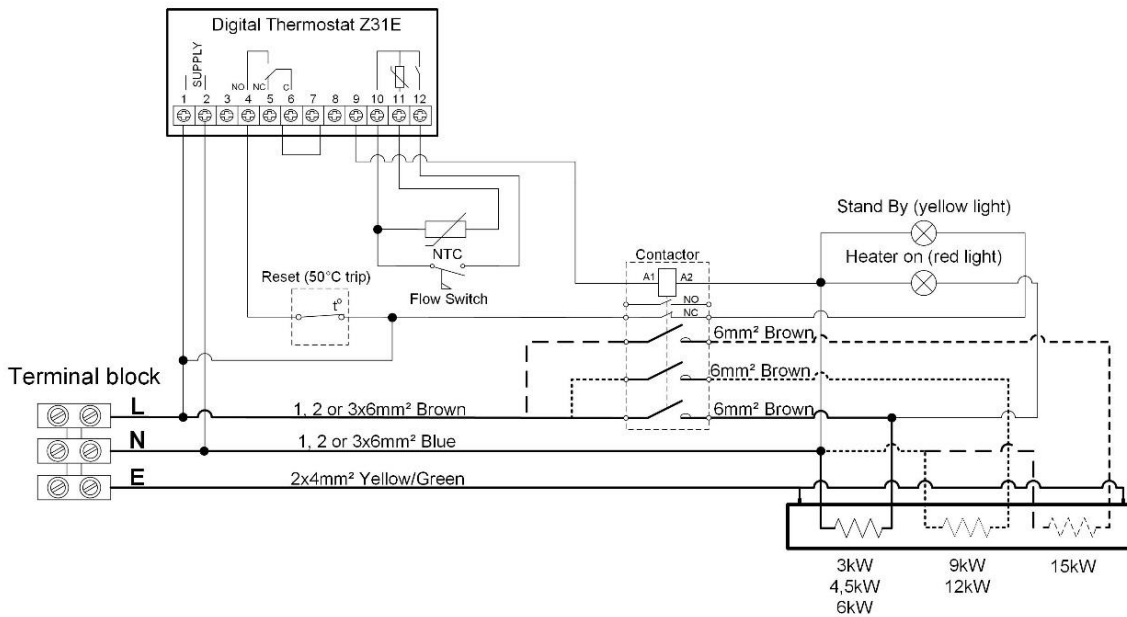 Digital Thermostat Z31E
SUPPLY
NO NC C
1 2 3 4 5 6 7 8 9 10 11 12
Stand By (yellow light)
Heater on (red light)
NTC
Flow Switch
Reset (50°C trip)
t°
Contactor
A1 A2
NO
NC
6mm² Brown
6mm² Brown
6mm² Brown
Terminal block
L
1, 2 or 3x6mm² Brown
N
1, 2 or 3x6mm² Blue
E
2x4mm² Yellow/Green
3kW
4,5kW
6kW
9kW
12kW
15kW